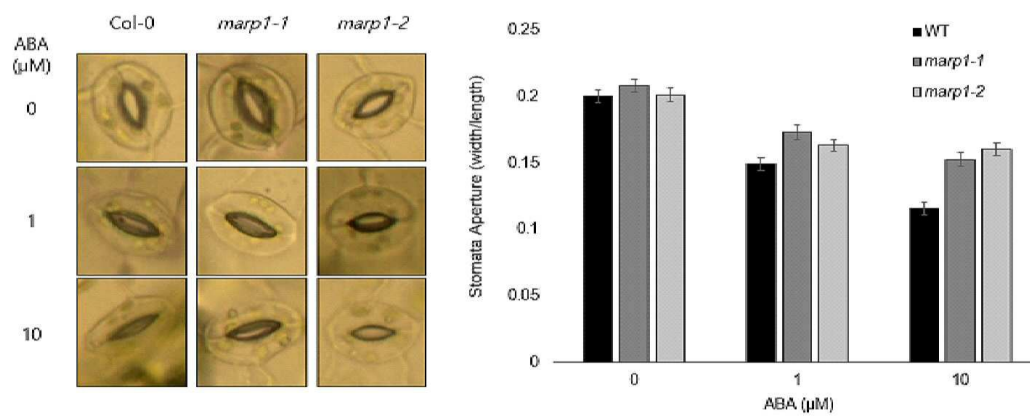 Col-0 marp1-1 marp1-2
ABA
(µM)
0
1
10
0.25
0.2
0.15
0.1
0.05
0
Stomata Aperture (width/length)
WT
marp1-1
marp1-2
0 1 10
ABA (µM)